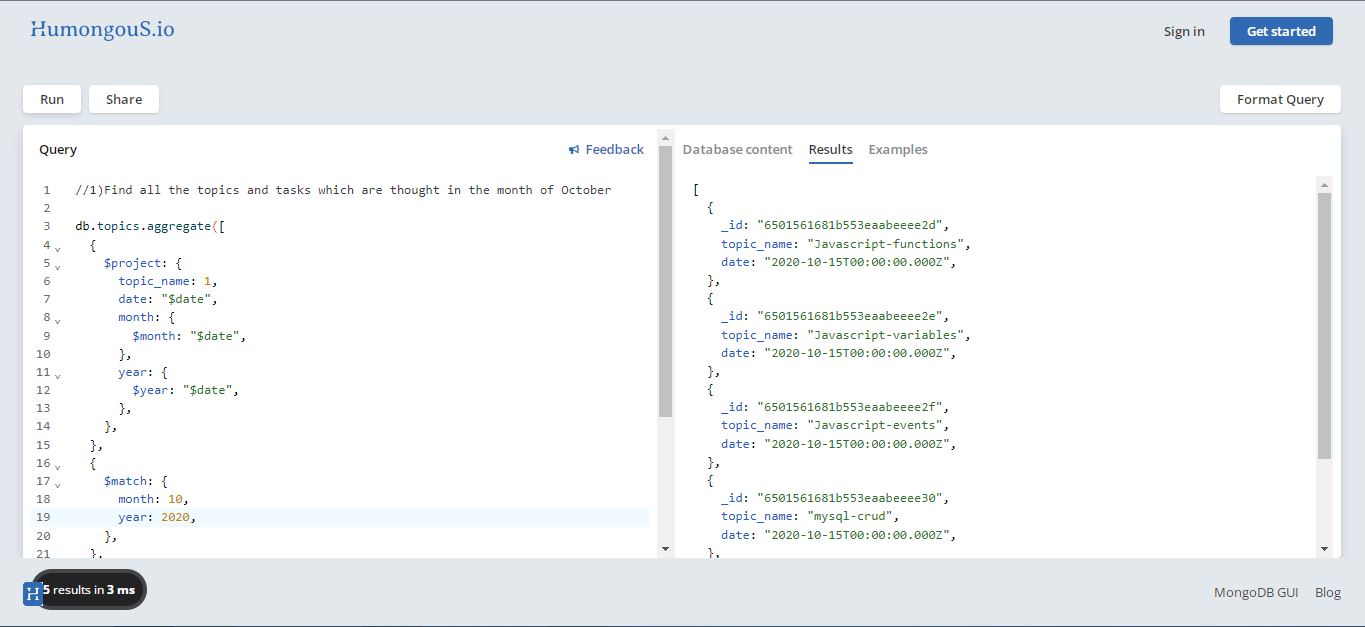 HumongouS.io
Sign in
Get started
Run
Share
Format Query
Query
Feedback
1 //1)Find all the topics and tasks which are thought in the month of October
2
3 db.topics.aggregate([
4 {
5 $project: {
6 topic_name: 1,
7 date: "$date",
8 month: {
9 $month: "$date",
10 },
11 year: {
12 $year: "$date",
13 },
14 },
15 },
16 {
17 $match: {
18 month: 10,
19 year: 2020,
20 },
21 },
Database content
Results
Examples
[
{
_id: "6501561681b553eaabeeee2d",
topic_name: "Javascript-functions",
date: "2020-10-15T00:00:00.000Z",
},
{
_id: "6501561681b553eaabeeee2e",
topic_name: "Javascript-variables",
date: "2020-10-15T00:00:00.000Z",
},
{
_id: "6501561681b553eaabeeee2f",
topic_name: "Javascript-events",
date: "2020-10-15T00:00:00.000Z",
},
{
_id: "6501561681b553eaabeeee30",
topic_name: "mysql-crud",
date: "2020-10-15T00:00:00.000Z",
},
H
5 results in 3 ms
MongoDB GUI
Blog